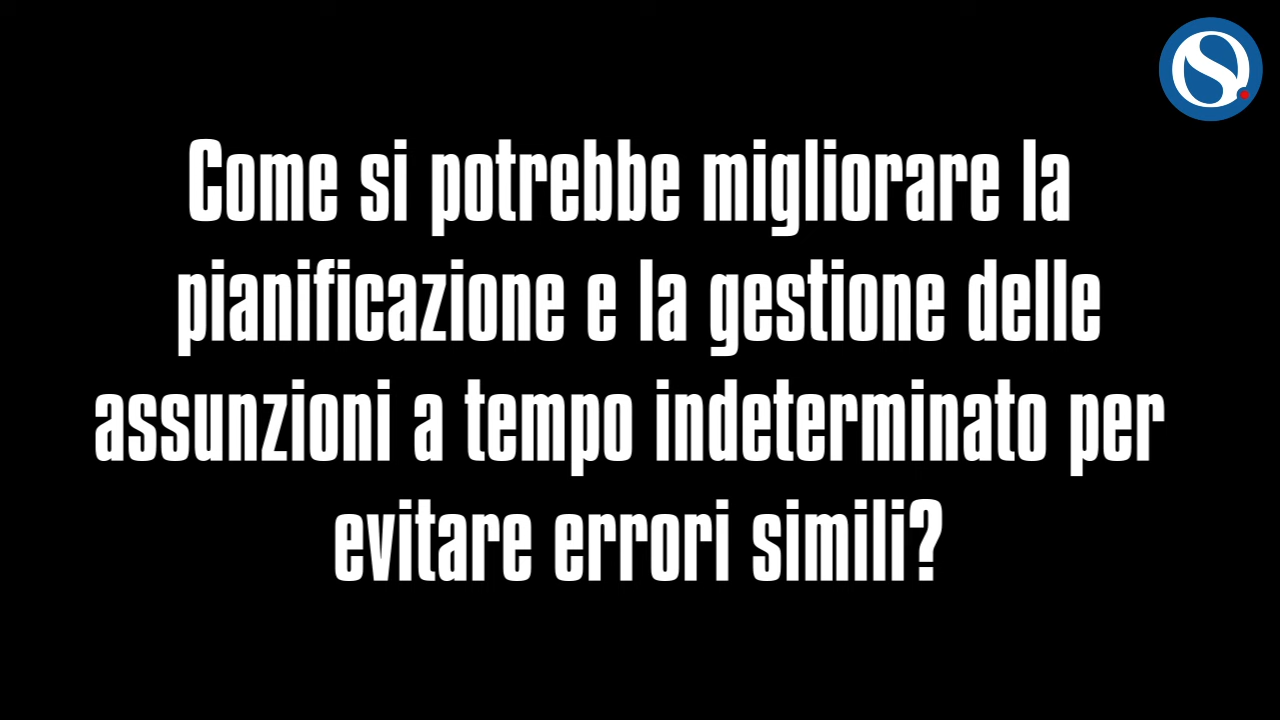 Come si potrebbe migliorare la
pianificazione e la gestione delle
assunzioni a tempo indeterminato per
evitare errori simili?